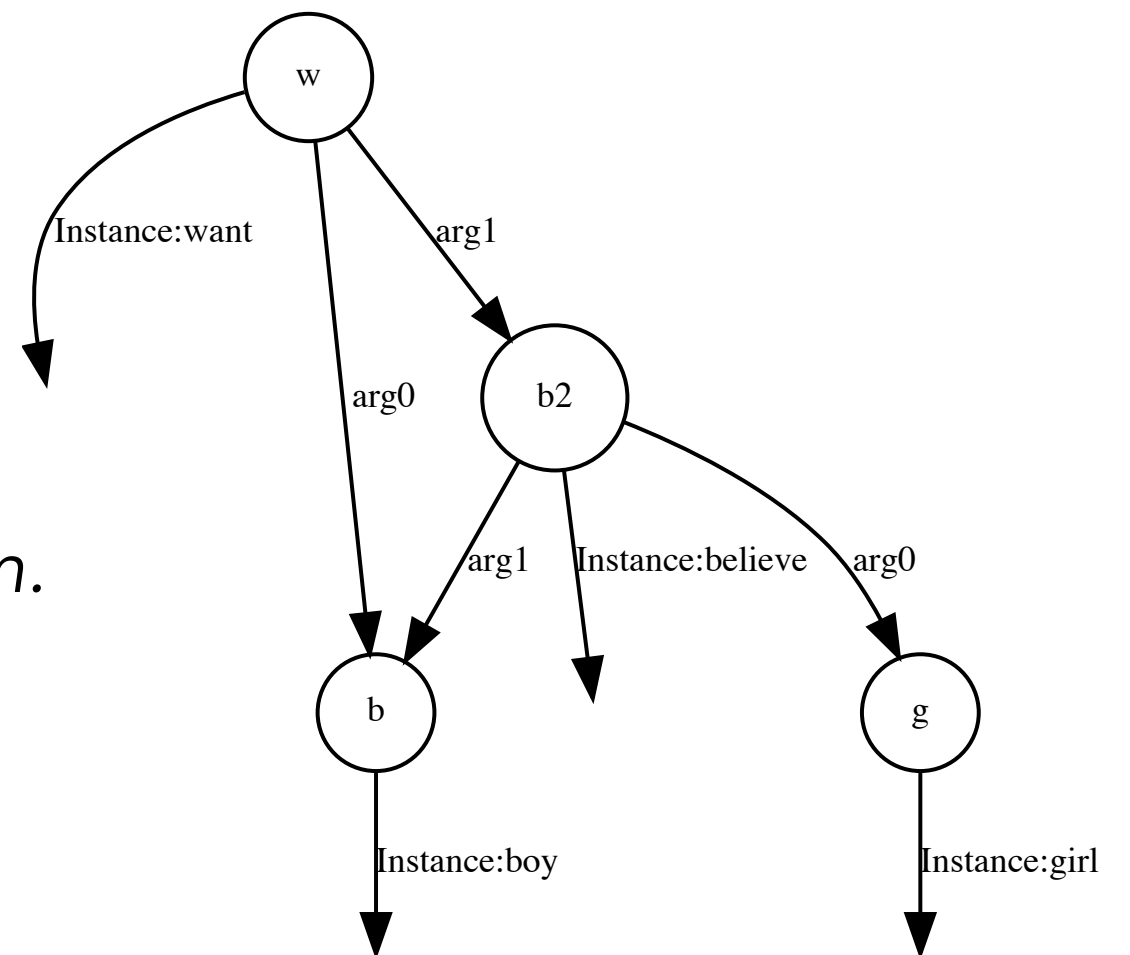 w
Instance:want
arg1
arg0
b2
n.
arg1
Instance:believe
arg0
b
g
Instance:boy
Instance:girl